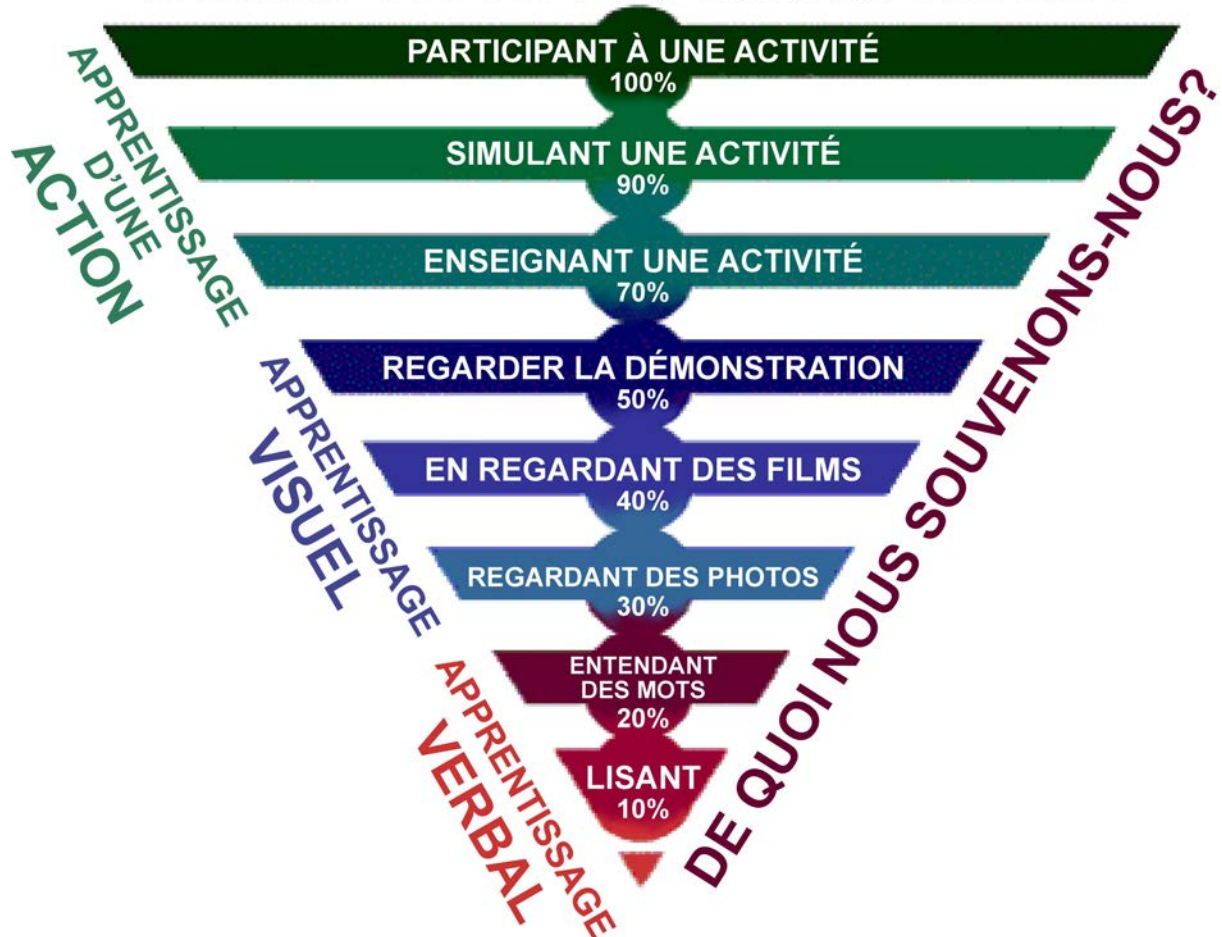 PARTICIPANT À UNE ACTIVITÉ
100%
SIMULANT UNE ACTIVITÉ
90%
ENSEIGNANT UNE ACTIVITÉ
70%
APPRENTISSAGE
D'UNE
ACTION
REGARDER LA DÉMONSTRATION
50%
EN REGARDANT DES FILMS
40%
REGARDANT DES PHOTOS
30%
APPRENTISSAGE
VISUEL
ENTENDANT
DES MOTS
20%
LISANT
10%
APPRENTISSAGE
VERBAL
DE QUOI NOUS SOUVENONS-NOUS?